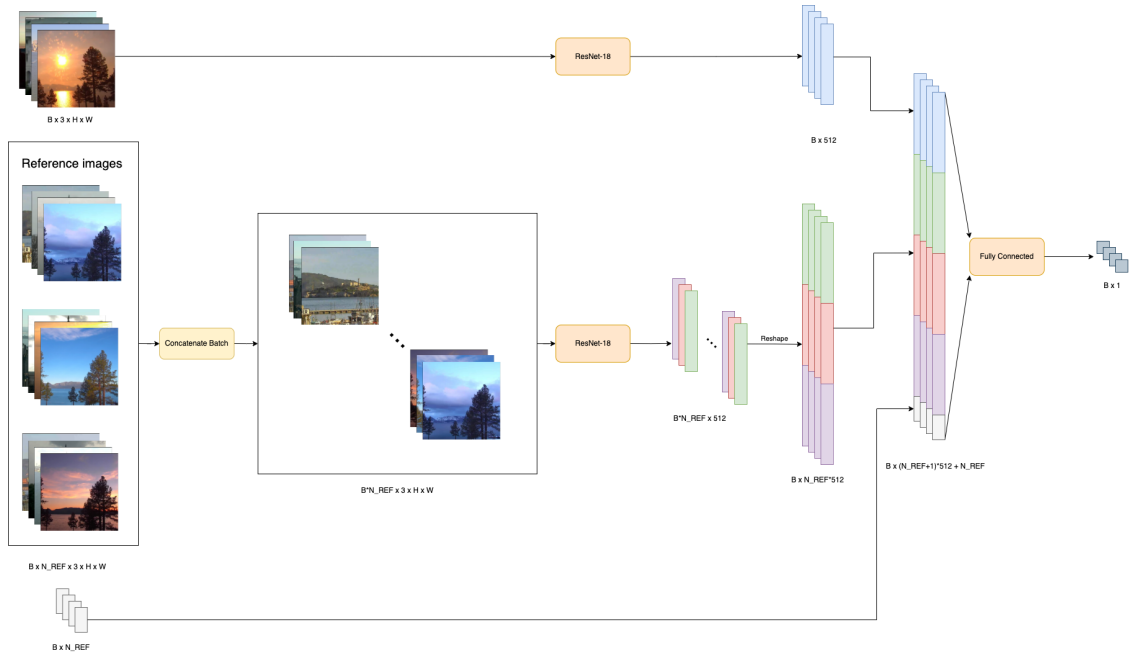 ResNet-18
B x 3 x H x W
B x 512
Reference images
Concatenate Batch
ResNet-18
Reshape
Fully Connected
B x 1
B*N_REF x 512
B x (N_REF+1)*512 + N_REF
B x N_REF*512
B*N_REF x 3 x H x W
B x N_REF x 3 x H x W
B x N_REF